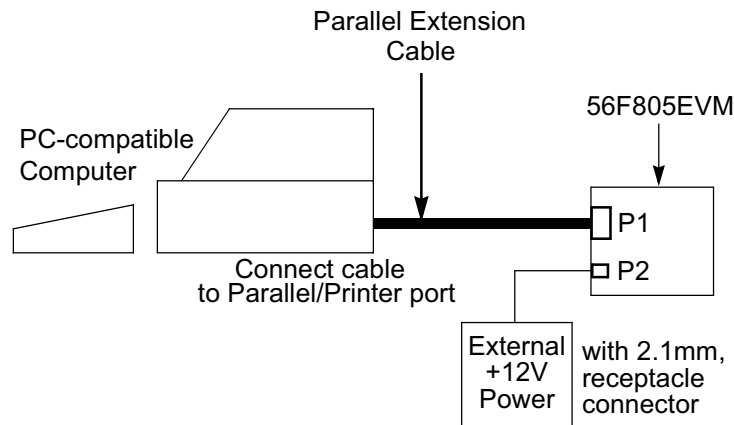 Parallel Extension
Cable
56F805EVM
PC-compatible
Computer
P1
Connect cable
to Parallel/Printer port
P2
External
+12V
Power
with 2.1mm,
receptacle
connector